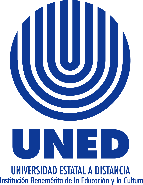 UNED
UNIVERSIDAD ESTATAL A DISTANCIA
Institución Benemérita de la Educación y la Cultura